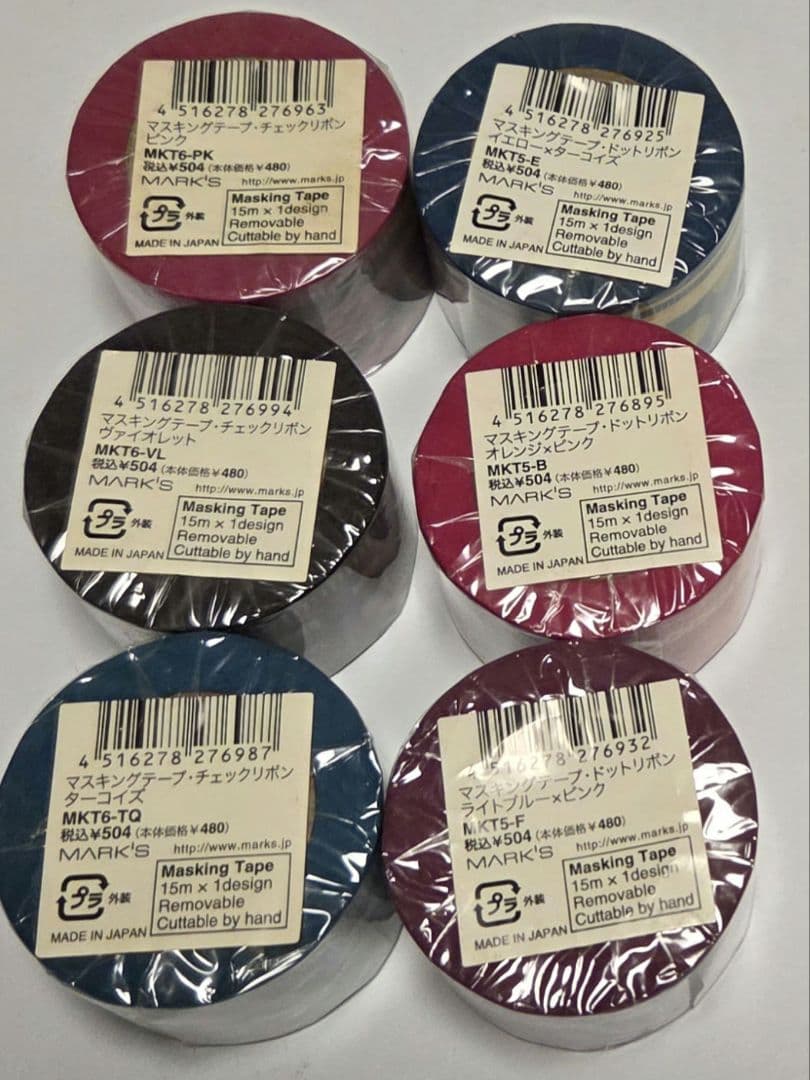 4 516278 276963
マスキングテープ・チェックリボン
ピンク
MKT6-PK
税込¥504(本体価格¥480)
MARK'S http://www.marks.jp
プラ 外装
Masking Tape
15m × 1design
Removable
Cuttable by hand
MADE IN JAPAN
4 516278 276925
マスキングテープ・ドットリボン
イエロー×ターコイズ
MKT5-E
税込¥504(本体価格¥480)
MARK'S http://www.marks.jp
プラ 外装
Masking Tape
15m × 1design
Removable
Cuttable by hand
MADE IN JAPAN
4 516278 276994
マスキングテープ・チェックリボン
ヴァイオレット
MKT6-VL
税込¥504(本体価格¥480)
MARK'S http://www.marks.jp
プラ 外装
Masking Tape
15m × 1design
Removable
Cuttable by hand
MADE IN JAPAN
4 516278 276895
マスキングテープ・ドットリボン
オレンジ×ピンク
MKT5-B
税込¥504(本体価格¥480)
MARK'S http://www.marks.jp
プラ 外装
Masking Tape
15m × 1design
Removable
Cuttable by hand
MADE IN JAPAN
4 516278 276987
マスキングテープ・チェックリボン
ターコイズ
MKT6-TQ
税込¥504(本体価格¥480)
MARK'S http://www.marks.jp
プラ 外装
Masking Tape
15m × 1design
Removable
Cuttable by hand
MADE IN JAPAN
4 516278 276932
マスキングテープ・ドットリボン
ライトブルー×ピンク
MKT5-F
税込¥504(本体価格¥480)
MARK'S http://www.marks.jp
プラ 外装
Masking Tape
15m × 1design
Removable
Cuttable by hand
MADE IN JAPAN